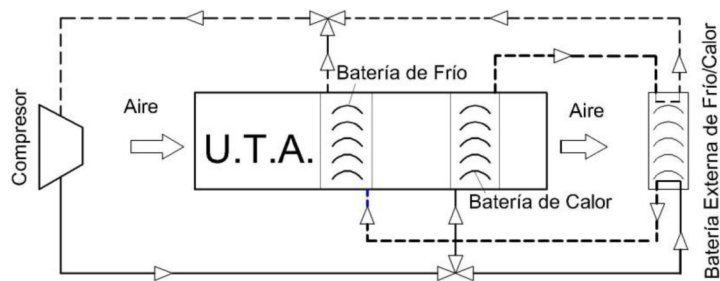 Batería de Frío
Aire
Aire
Compresor
U.T.A.
Batería de Calor
Batería Externa de Frío/Calor